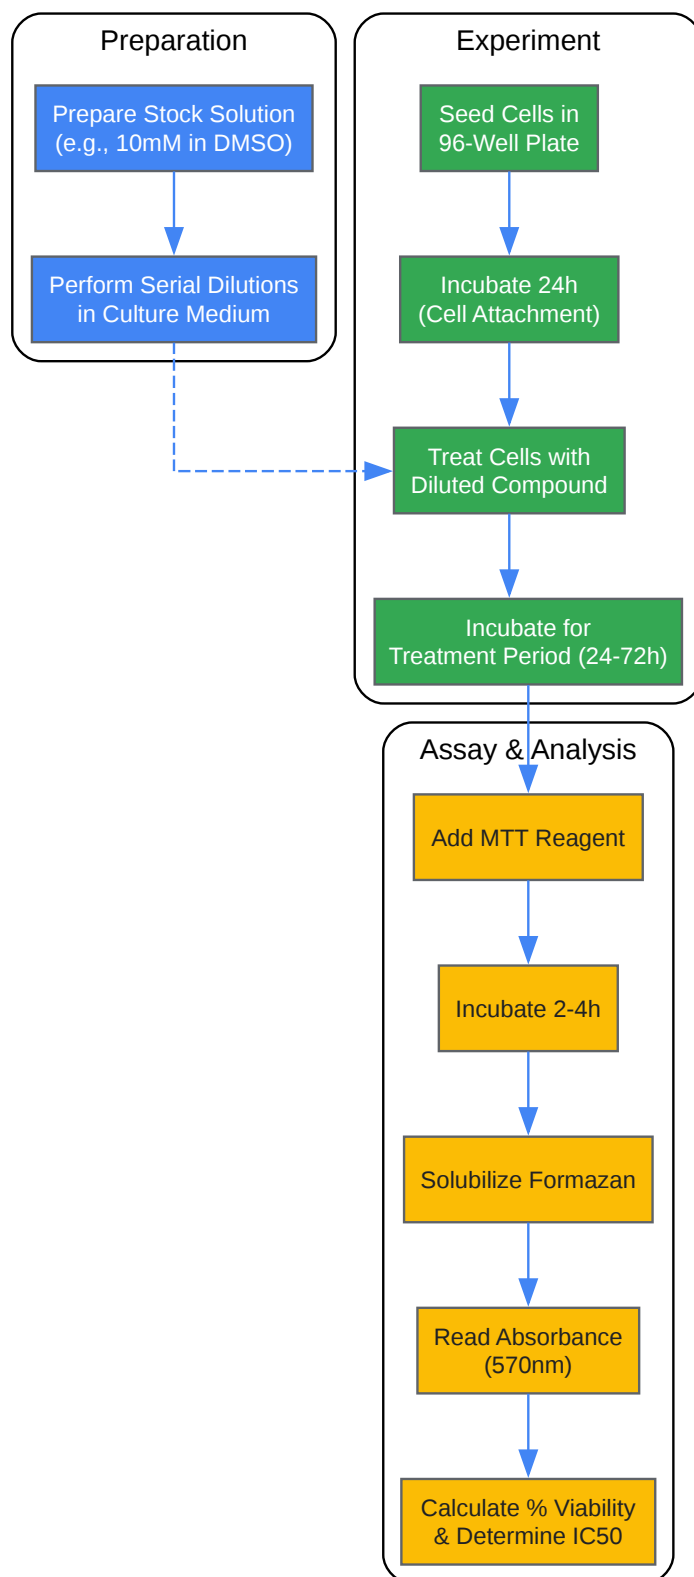 Preparation
Prepare Stock Solution
(e.g., 10mM in DMSO)
Perform Serial Dilutions
in Culture Medium
Experiment
Seed Cells in
96-Well Plate
Incubate 24h
(Cell Attachment)
Treat Cells with
Diluted Compound
Incubate for
Treatment Period (24-72h)
Assay & Analysis
Add MTT Reagent
Incubate 2-4h
Solubilize Formazan
Read Absorbance
(570nm)
Calculate % Viability
& Determine IC50